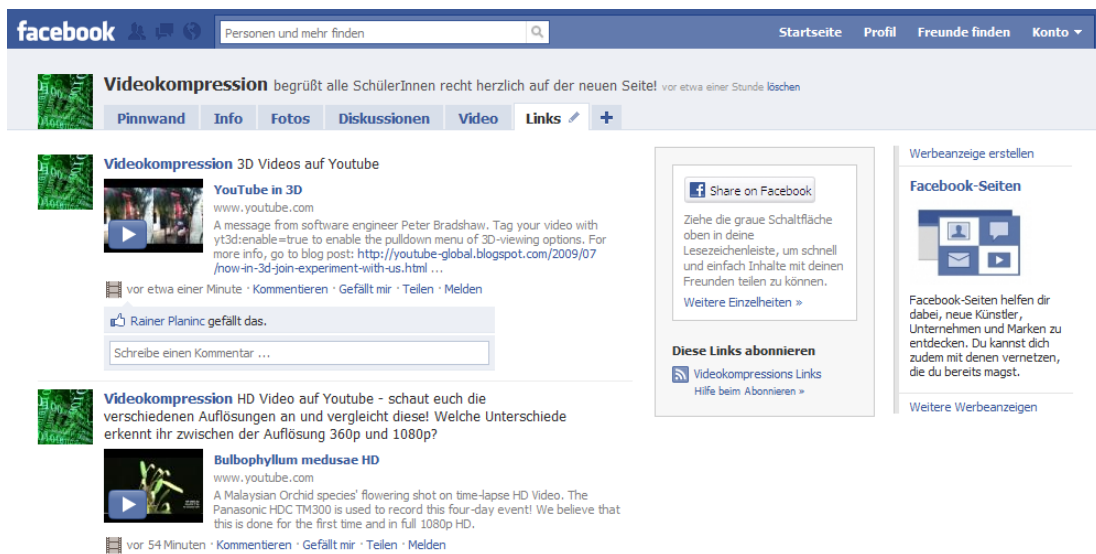 facebook
Personen und mehr finden
Startseite Profil Freunde finden Konto
Videokompression begrüßt alle SchülerInnen recht herzlich auf der neuen Seite! vor etwa einer Stunde löschen
Pinnwand Info Fotos Diskussionen Video Links +
Videokompression 3D Videos auf Youtube
YouTube in 3D
www.youtube.com
A message from software engineer Peter Bradshaw. Tag your video with
yt3d:enable=true to enable the pulldown menu of 3D-viewing options. For
more info, go to blog post: http://youtube-global.blogspot.com/2009/07
/now-in-3d-join-experiment-with-us.html ...
vor etwa einer Minute · Kommentieren · Gefällt mir · Teilen · Melden
Rainer Planinc gefällt das.
Schreibe einen Kommentar ...
Videokompression HD Video auf Youtube - schaut euch die
verschiedenen Auflösungen an und vergleicht diese! Welche Unterschiede
erkennt ihr zwischen der Auflösung 360p und 1080p?
Bulbophyllum medusae HD
www.youtube.com
A Malaysian Orchid species' flowering shot on time-lapse HD Video. The
Panasonic HDC TM300 is used to record this four-day event! We believe that
this is done for the first time and in full 1080p HD.
vor 54 Minuten · Kommentieren · Gefällt mir · Teilen · Melden
Share on Facebook
Ziehe die graue Schaltfläche
oben in deine
Lesezeichenleiste, um schnell
und einfach Inhalte mit deinen
Freunden teilen zu können.
Weitere Einzelheiten »
Diese Links abonnieren
Videokompressions Links
Hilfe beim Abonnieren »
Werbeanzeige erstellen
Facebook-Seiten
Facebook-Seiten helfen dir
dabei, neue Künstler,
Unternehmen und Marken zu
entdecken. Du kannst dich
zudem mit denen vernetzen,
die du bereits magst.
Weitere Werbeanzeigen